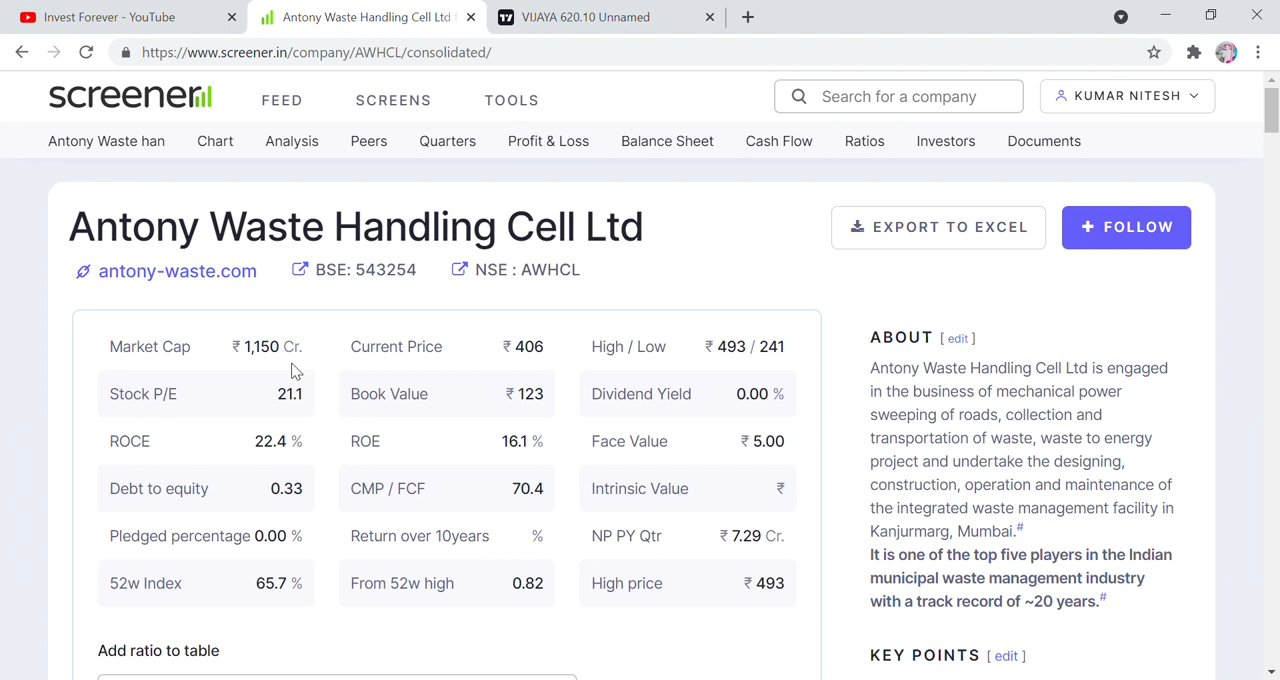 Invest Forever - YouTube
Antony Waste Handling Cell Ltd
VIJAYA 620.10 Unnamed
https://www.screener.in/company/AWHCL/consolidated/
screener
FEED SCREENS TOOLS
Search for a company
KUMAR NITESH
Antony Waste han Chart Analysis Peers Quarters Profit & Loss Balance Sheet Cash Flow Ratios Investors Documents
Antony Waste Handling Cell Ltd
EXPORT TO EXCEL
+ FOLLOW
antony-waste.com BSE: 543254 NSE : AWHCL
Market Cap ₹ 1,150 Cr. Current Price ₹ 406 High / Low ₹ 493 / 241
Stock P/E 21.1 Book Value ₹ 123 Dividend Yield 0.00 %
ROCE 22.4 % ROE 16.1 % Face Value ₹ 5.00
Debt to equity 0.33 CMP / FCF 70.4 Intrinsic Value ₹
Pledged percentage 0.00 % Return over 10years % NP PY Qtr ₹ 7.29 Cr.
52w Index 65.7 % From 52w high 0.82 High price ₹ 493
Add ratio to table
ABOUT [ edit ]
Antony Waste Handling Cell Ltd is engaged
in the business of mechanical power
sweeping of roads, collection and
transportation of waste, waste to energy
project and undertake the designing,
construction, operation and maintenance of
the integrated waste management facility in
Kanjurmarg, Mumbai.#
It is one of the top five players in the Indian
municipal waste management industry
with a track record of ~20 years.#
KEY POINTS [ edit ]